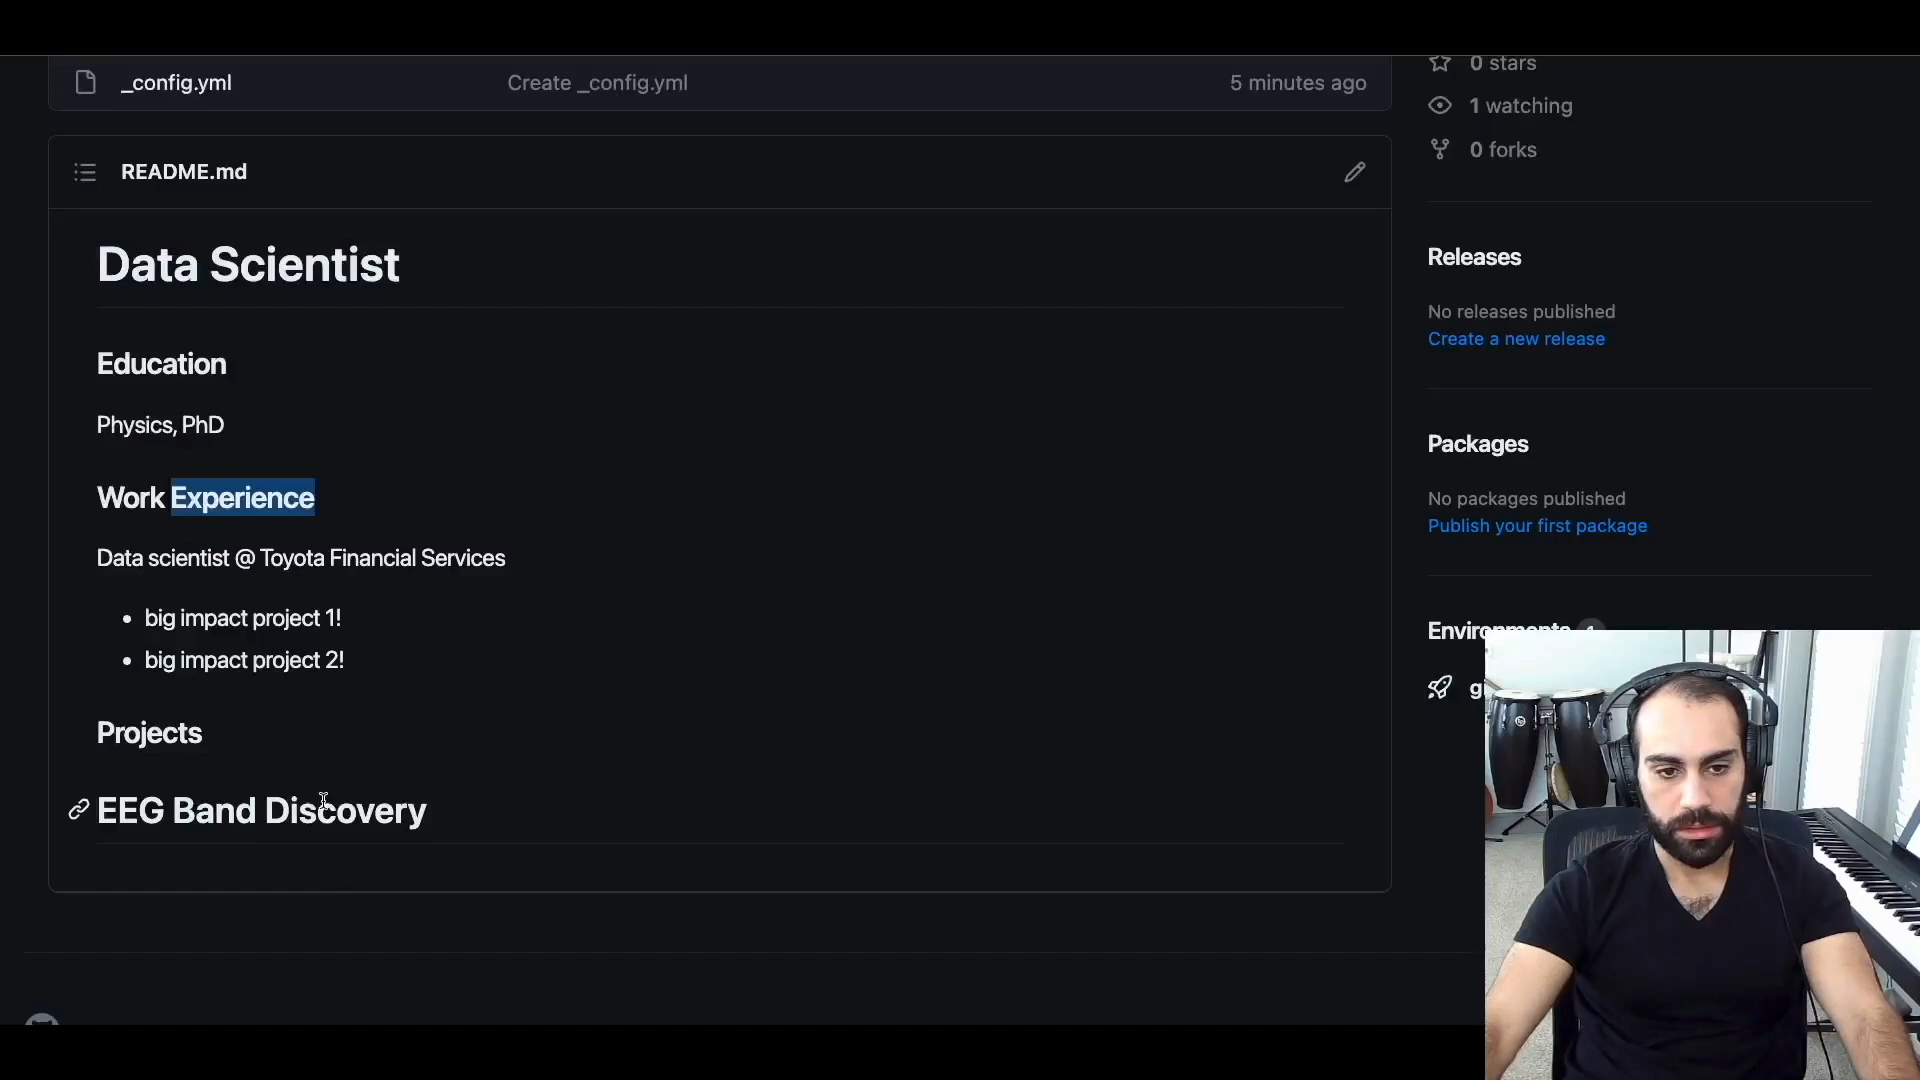 _config.yml
Create _config.yml
5 minutes ago
0 stars
1 watching
0 forks
README.md
Data Scientist
Education
Physics, PhD
Work Experience
Data scientist @ Toyota Financial Services
big impact project 1!
big impact project 2!
Projects
EEG Band Discovery
Releases
No releases published
Create a new release
Packages
No packages published
Publish your first package
Environments